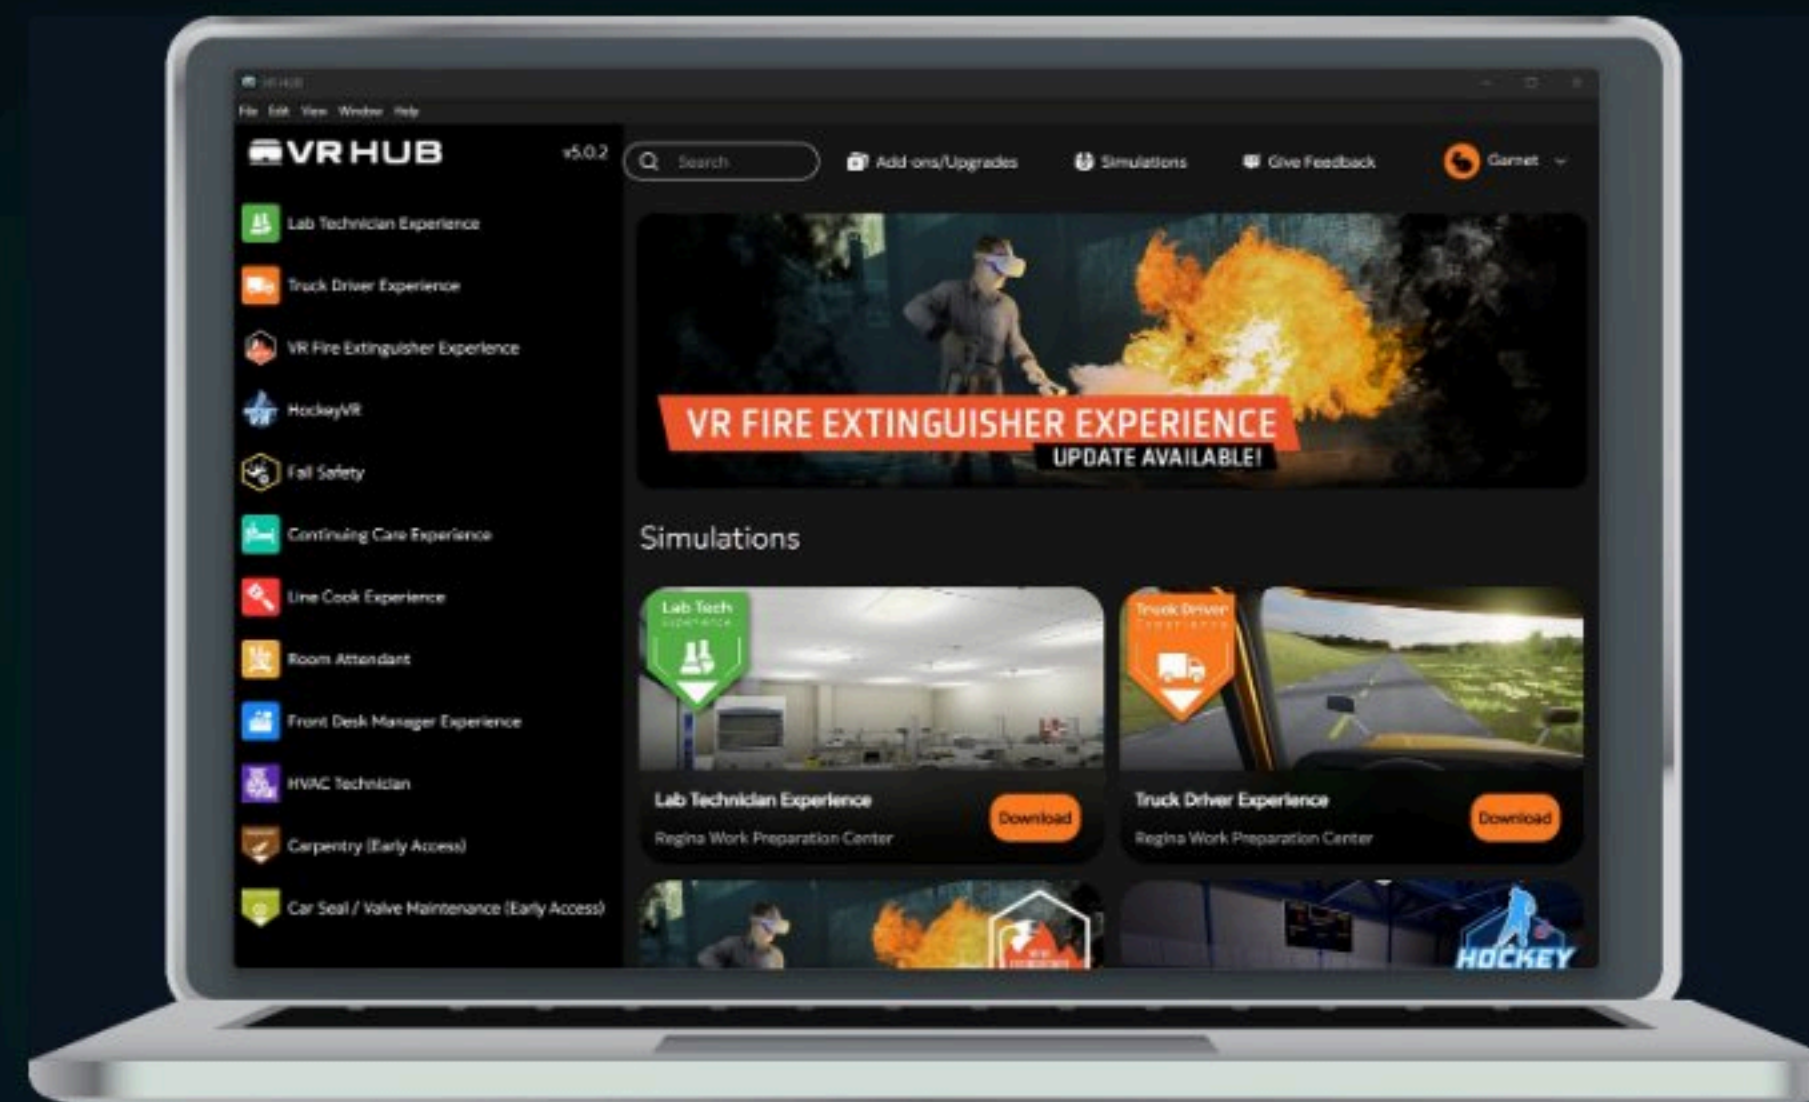 VR HUB
File Edit View Window Help
VR HUB
v5.0.2
Search
Add-ons/Upgrades
Simulations
Give Feedback
Garnet
Lab Technician Experience
Truck Driver Experience
VR Fire Extinguisher Experience
HockeyVR
Fall Safety
Continuing Care Experience
Line Cook Experience
Room Attendant
Front Desk Manager Experience
HVAC Technician
Carpentry (Early Access)
Car Seal / Valve Maintenance (Early Access)
VR FIRE EXTINGUISHER EXPERIENCE
UPDATE AVAILABLE!
Simulations
Lab Tech
Experience
Lab Technician Experience
Regina Work Preparation Center
Download
Truck Driver
Experience
Truck Driver Experience
Regina Work Preparation Center
Download
HOCKEY